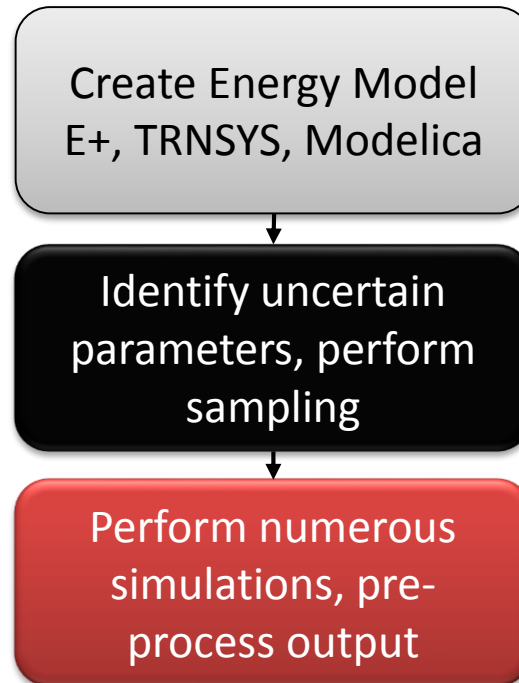 Create Energy Model
E+, TRNSYS, Modelica
Identify uncertain
parameters, perform
sampling
Perform numerous
simulations, pre-
process output